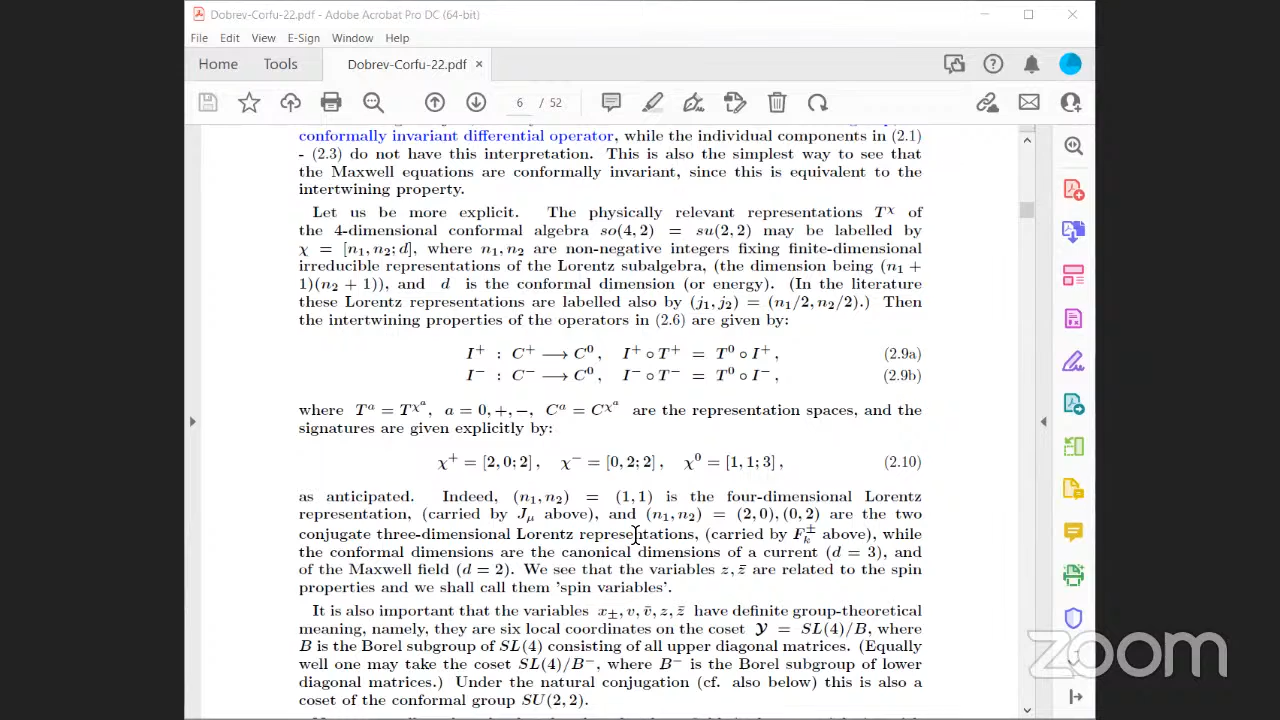 Dobrev-Corfu-22.pdf - Adobe Acrobat Pro DC (64-bit)
File Edit View E-Sign Window Help
Home Tools Dobrev-Corfu-22.pdf ×
6 / 52
conformally invariant differential operator, while the individual components in (2.1)
- (2.3) do not have this interpretation. This is also the simplest way to see that
the Maxwell equations are conformally invariant, since this is equivalent to the
intertwining property.
Let us be more explicit. The physically relevant representations T^χ of
the 4-dimensional conformal algebra so(4,2) = su(2,2) may be labelled by
χ = [n₁, n₂; d], where n₁, n₂ are non-negative integers fixing finite-dimensional
irreducible representations of the Lorentz subalgebra, (the dimension being (n₁ +
1)(n₂ + 1)), and d is the conformal dimension (or energy). (In the literature
these Lorentz representations are labelled also by (j₁, j₂) = (n₁/2, n₂/2).) Then
the intertwining properties of the operators in (2.6) are given by:
I⁺ : C⁺ ⟶ C⁰, I⁺ ∘ T⁺ = T⁰ ∘ I⁺, (2.9a)
I⁻ : C⁻ ⟶ C⁰, I⁻ ∘ T⁻ = T⁰ ∘ I⁻, (2.9b)
where T^a = T^{χ^a}, a = 0, +, −, C^a = C^{χ^a} are the representation spaces, and the
signatures are given explicitly by:
χ⁺ = [2, 0; 2], χ⁻ = [0, 2; 2], χ⁰ = [1, 1; 3], (2.10)
as anticipated. Indeed, (n₁, n₂) = (1, 1) is the four-dimensional Lorentz
representation, (carried by J_μ above), and (n₁, n₂) = (2, 0), (0, 2) are the two
conjugate three-dimensional Lorentz representations, (carried by F_k^± above), while
the conformal dimensions are the canonical dimensions of a current (d = 3), and
of the Maxwell field (d = 2). We see that the variables z, z̄ are related to the spin
properties and we shall call them 'spin variables'.
It is also important that the variables x±, v, v̄, z, z̄ have definite group-theoretical
meaning, namely, they are six local coordinates on the coset 𝒴 = SL(4)/B, where
B is the Borel subgroup of SL(4) consisting of all upper diagonal matrices. (Equally
well one may take the coset SL(4)/B⁻, where B⁻ is the Borel subgroup of lower
diagonal matrices.) Under the natural conjugation (cf. also below) this is also a
coset of the conformal group SU(2, 2).
zoom